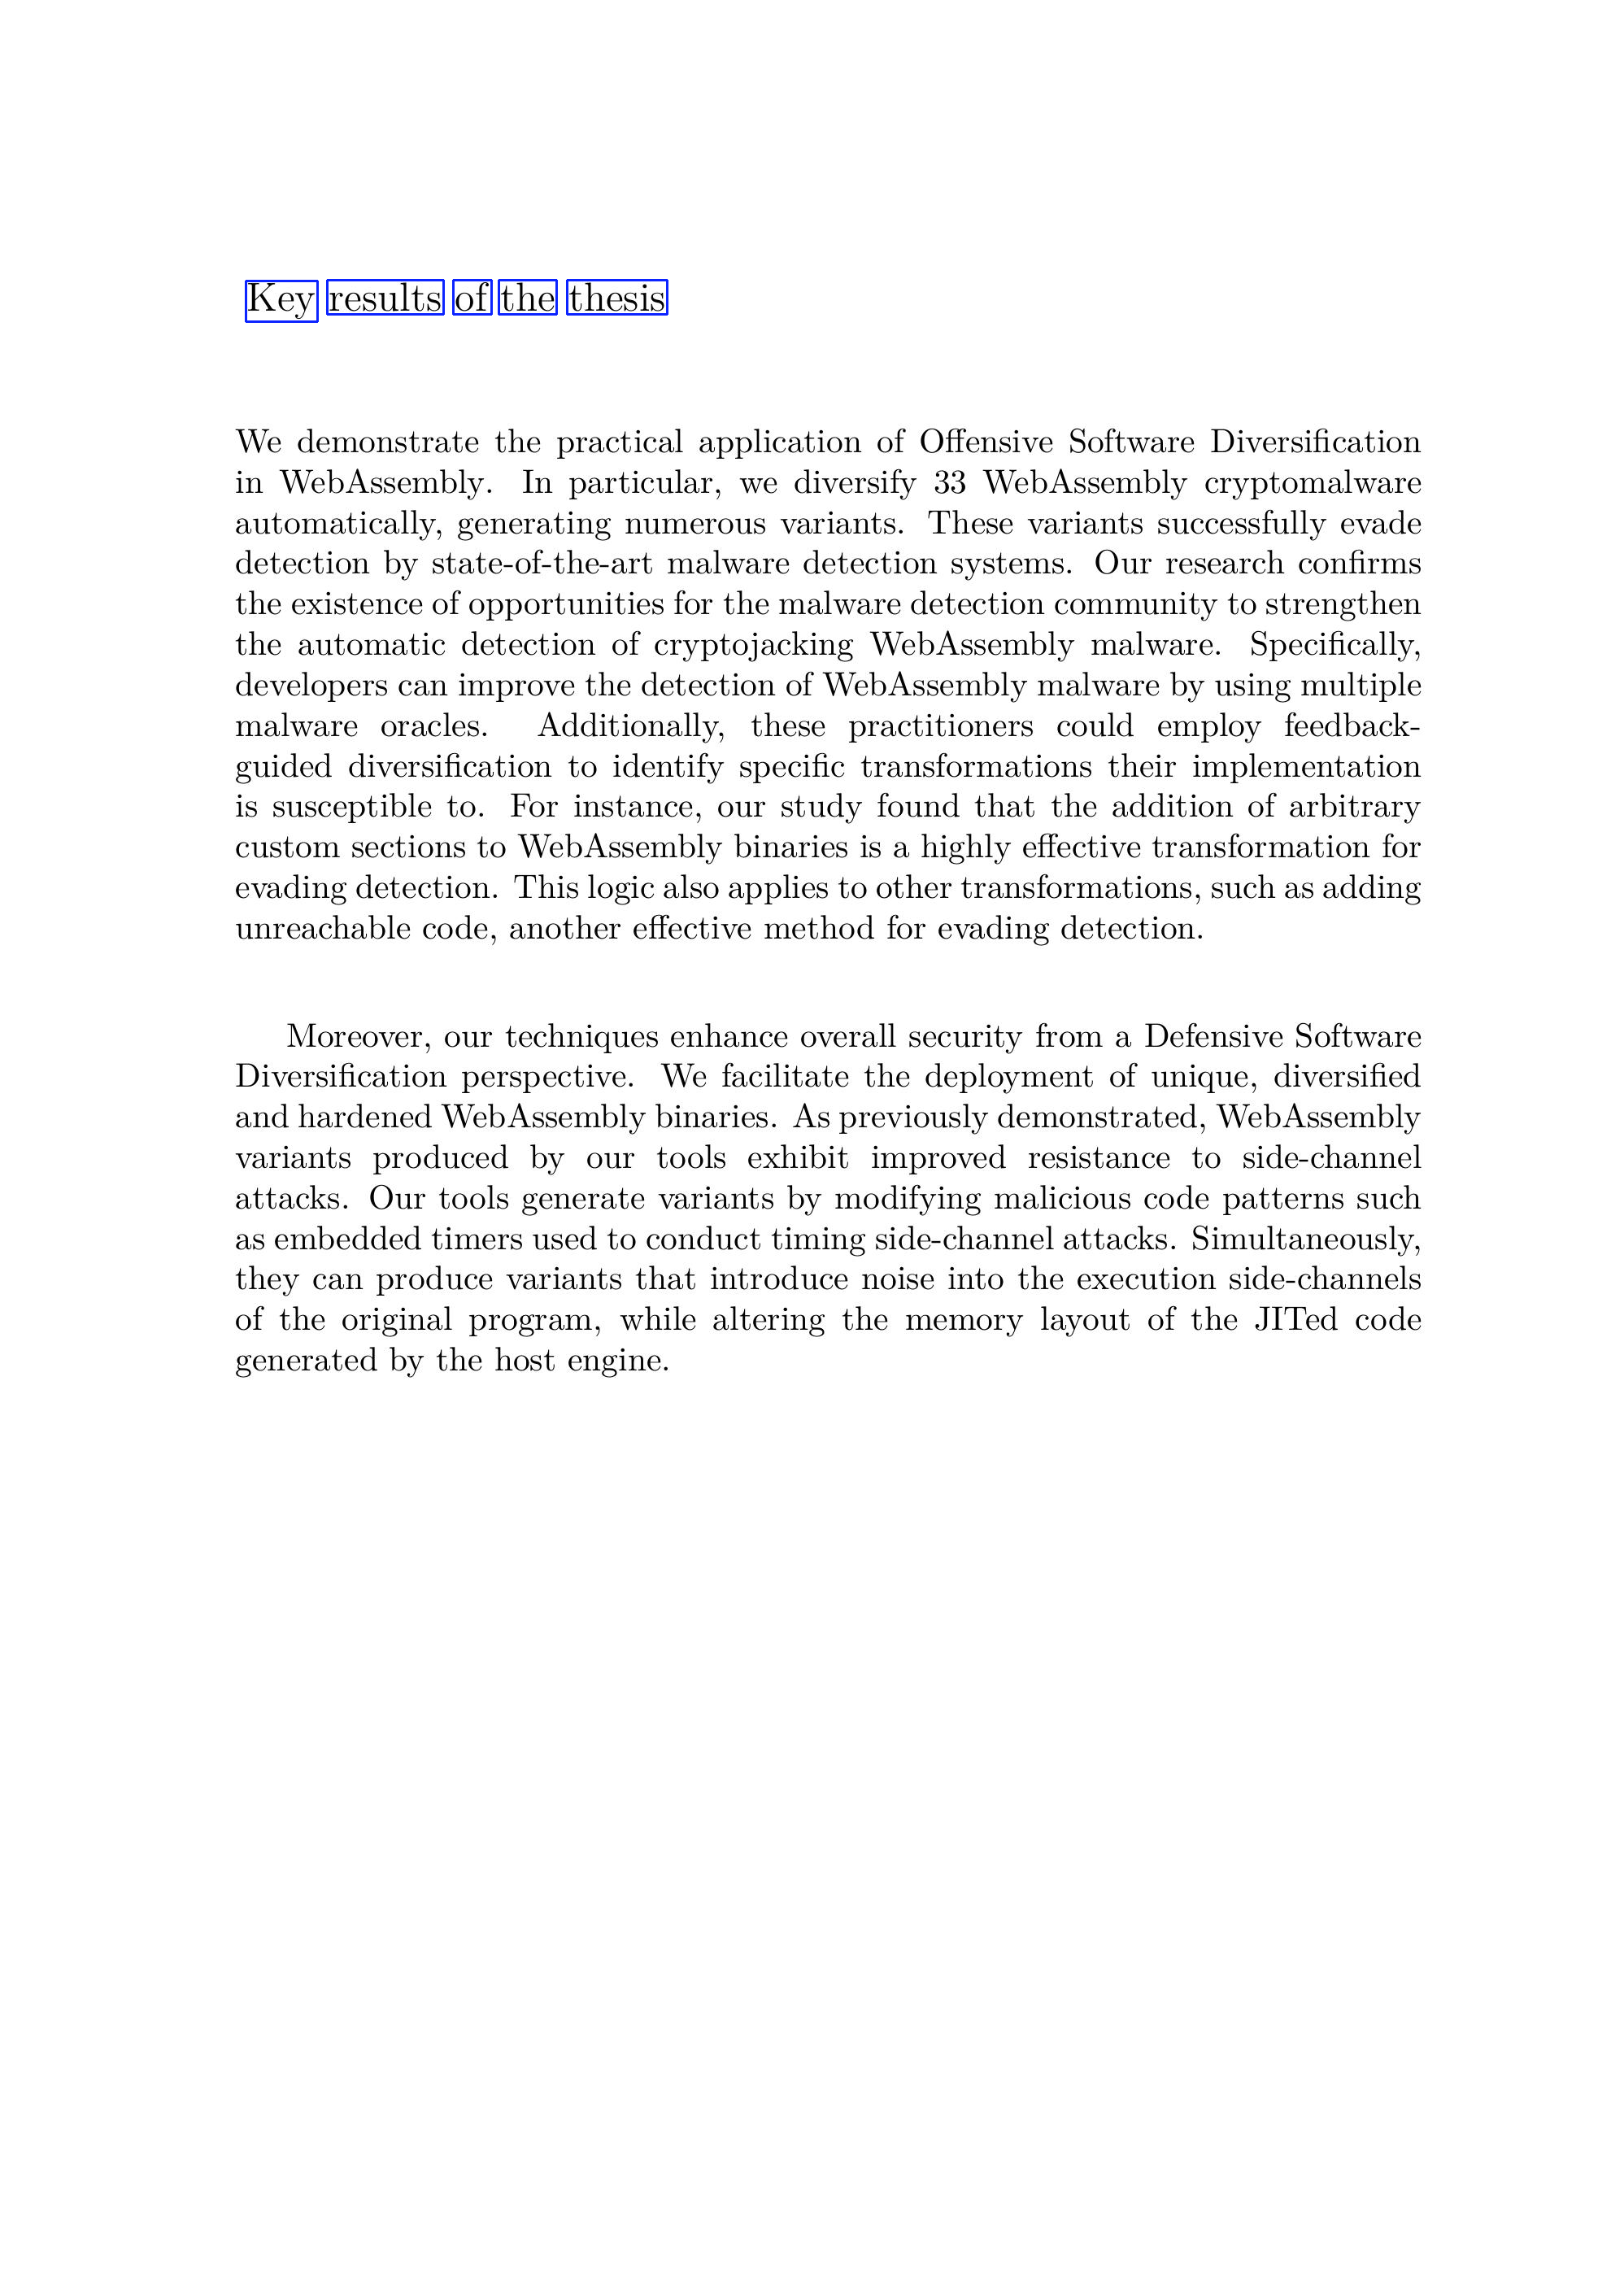 Key results of the thesis
We demonstrate the practical application of Offensive Software Diversification
in WebAssembly. In particular, we diversify 33 WebAssembly cryptomalware
automatically, generating numerous variants. These variants successfully evade
detection by state-of-the-art malware detection systems. Our research confirms
the existence of opportunities for the malware detection community to strengthen
the automatic detection of cryptojacking WebAssembly malware. Specifically,
developers can improve the detection of WebAssembly malware by using multiple
malware oracles. Additionally, these practitioners could employ feedback-
guided diversification to identify specific transformations their implementation
is susceptible to. For instance, our study found that the addition of arbitrary
custom sections to WebAssembly binaries is a highly effective transformation for
evading detection. This logic also applies to other transformations, such as adding
unreachable code, another effective method for evading detection.
Moreover, our techniques enhance overall security from a Defensive Software
Diversification perspective. We facilitate the deployment of unique, diversified
and hardened WebAssembly binaries. As previously demonstrated, WebAssembly
variants produced by our tools exhibit improved resistance to side-channel
attacks. Our tools generate variants by modifying malicious code patterns such
as embedded timers used to conduct timing side-channel attacks. Simultaneously,
they can produce variants that introduce noise into the execution side-channels
of the original program, while altering the memory layout of the JITed code
generated by the host engine.